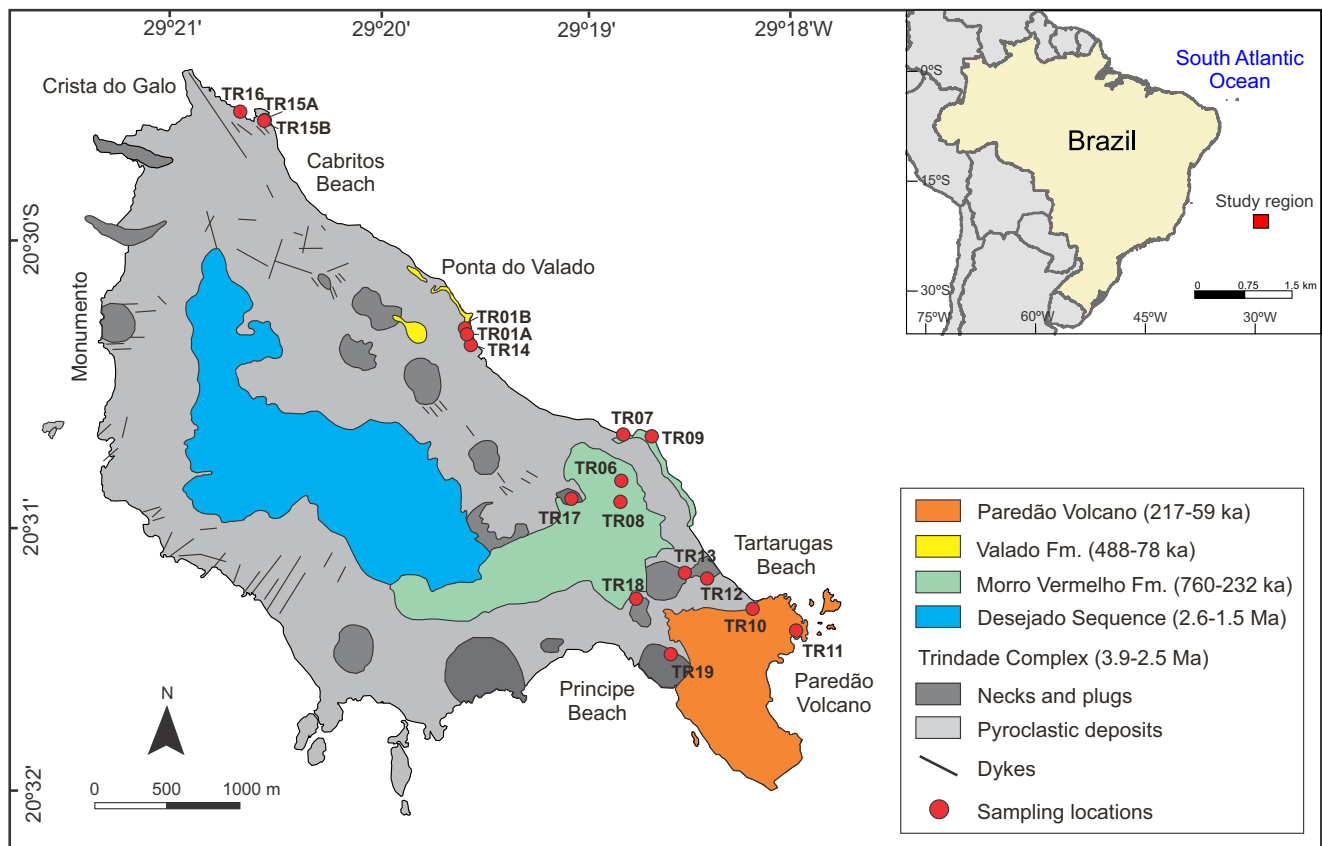 29º21'
29º20'
29º19'
29º18'W
20º30'S
20º31'
20º32'
Crista do Galo
TR16
TR15A
TR15B
Cabritos
Beach
Monumento
Ponta do Valado
TR01B
TR01A
TR14
TR07
TR09
TR06
TR17
TR08
TR13
Tartarugas
Beach
TR12
TR18
TR10
TR11
TR19
Principe
Beach
Paredão
Volcano
N
0
500
1000 m
South Atlantic
Ocean
0ºS
Brazil
15ºS
Study region
0
0.75
1.5 km
30ºS
75ºW
60ºW
45ºW
30ºW
Paredão Volcano (217-59 ka)
Valado Fm. (488-78 ka)
Morro Vermelho Fm. (760-232 ka)
Desejado Sequence (2.6-1.5 Ma)
Trindade Complex (3.9-2.5 Ma)
Necks and plugs
Pyroclastic deposits
Dykes
Sampling locations